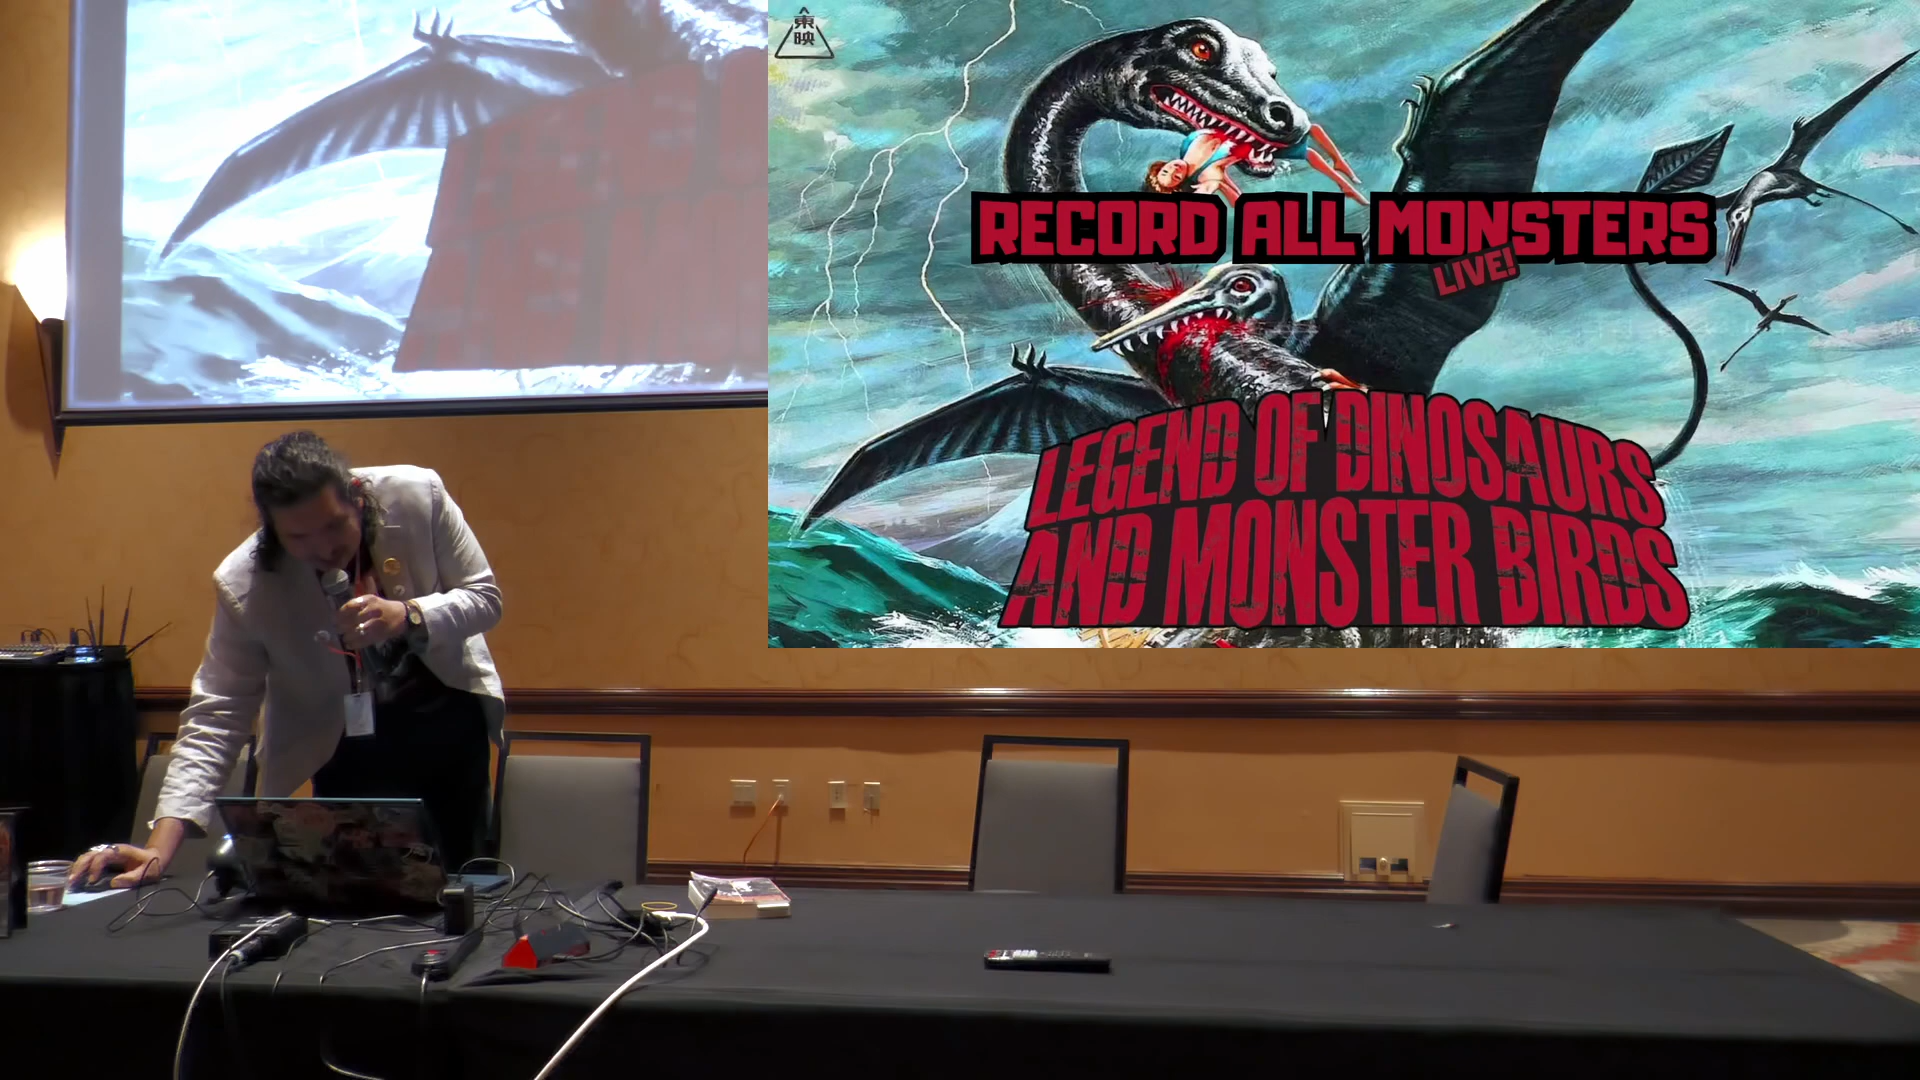 東映
RECORD ALL MONSTERS
LIVE!
LEGEND OF DINOSAURS
AND MONSTER BIRDS